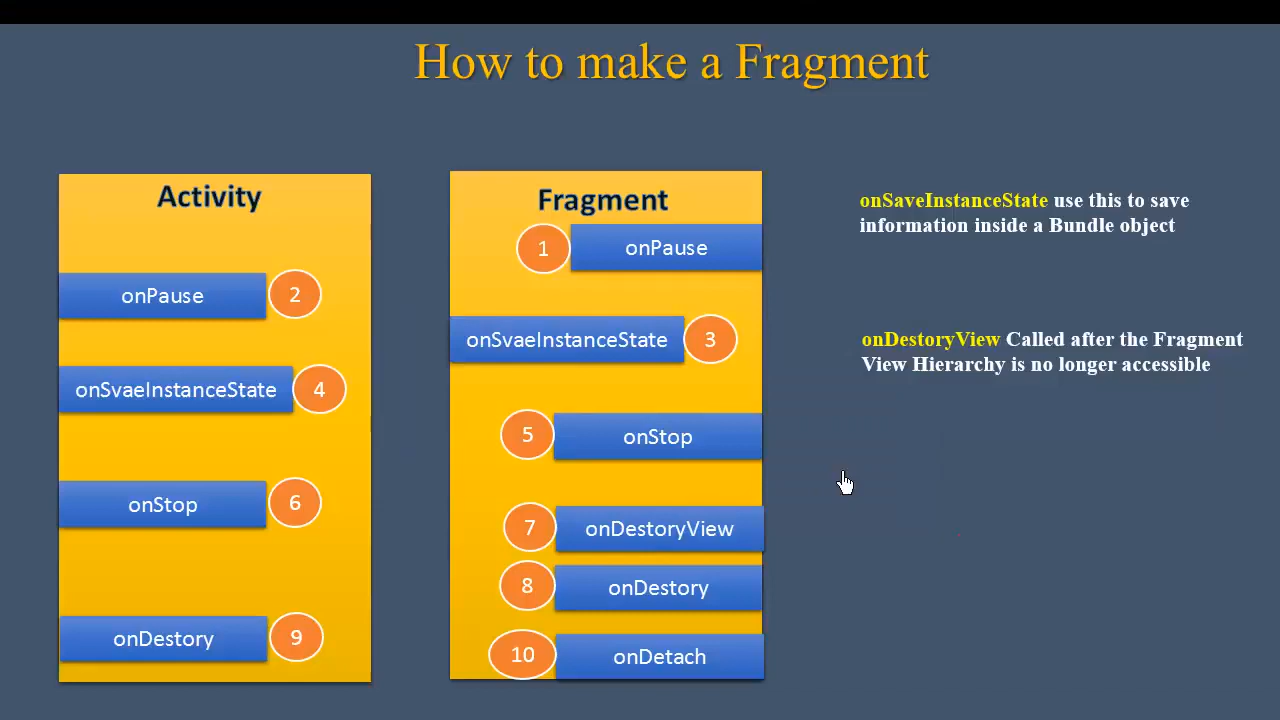 How to make a Fragment
Activity
onPause
2
onSvaeInstanceState
4
onStop
6
onDestory
9
Fragment
1
onPause
onSvaeInstanceState
3
5
onStop
7
onDestoryView
8
onDestory
10
onDetach
onSaveInstanceState use this to save
information inside a Bundle object
onDestoryView Called after the Fragment
View Hierarchy is no longer accessible